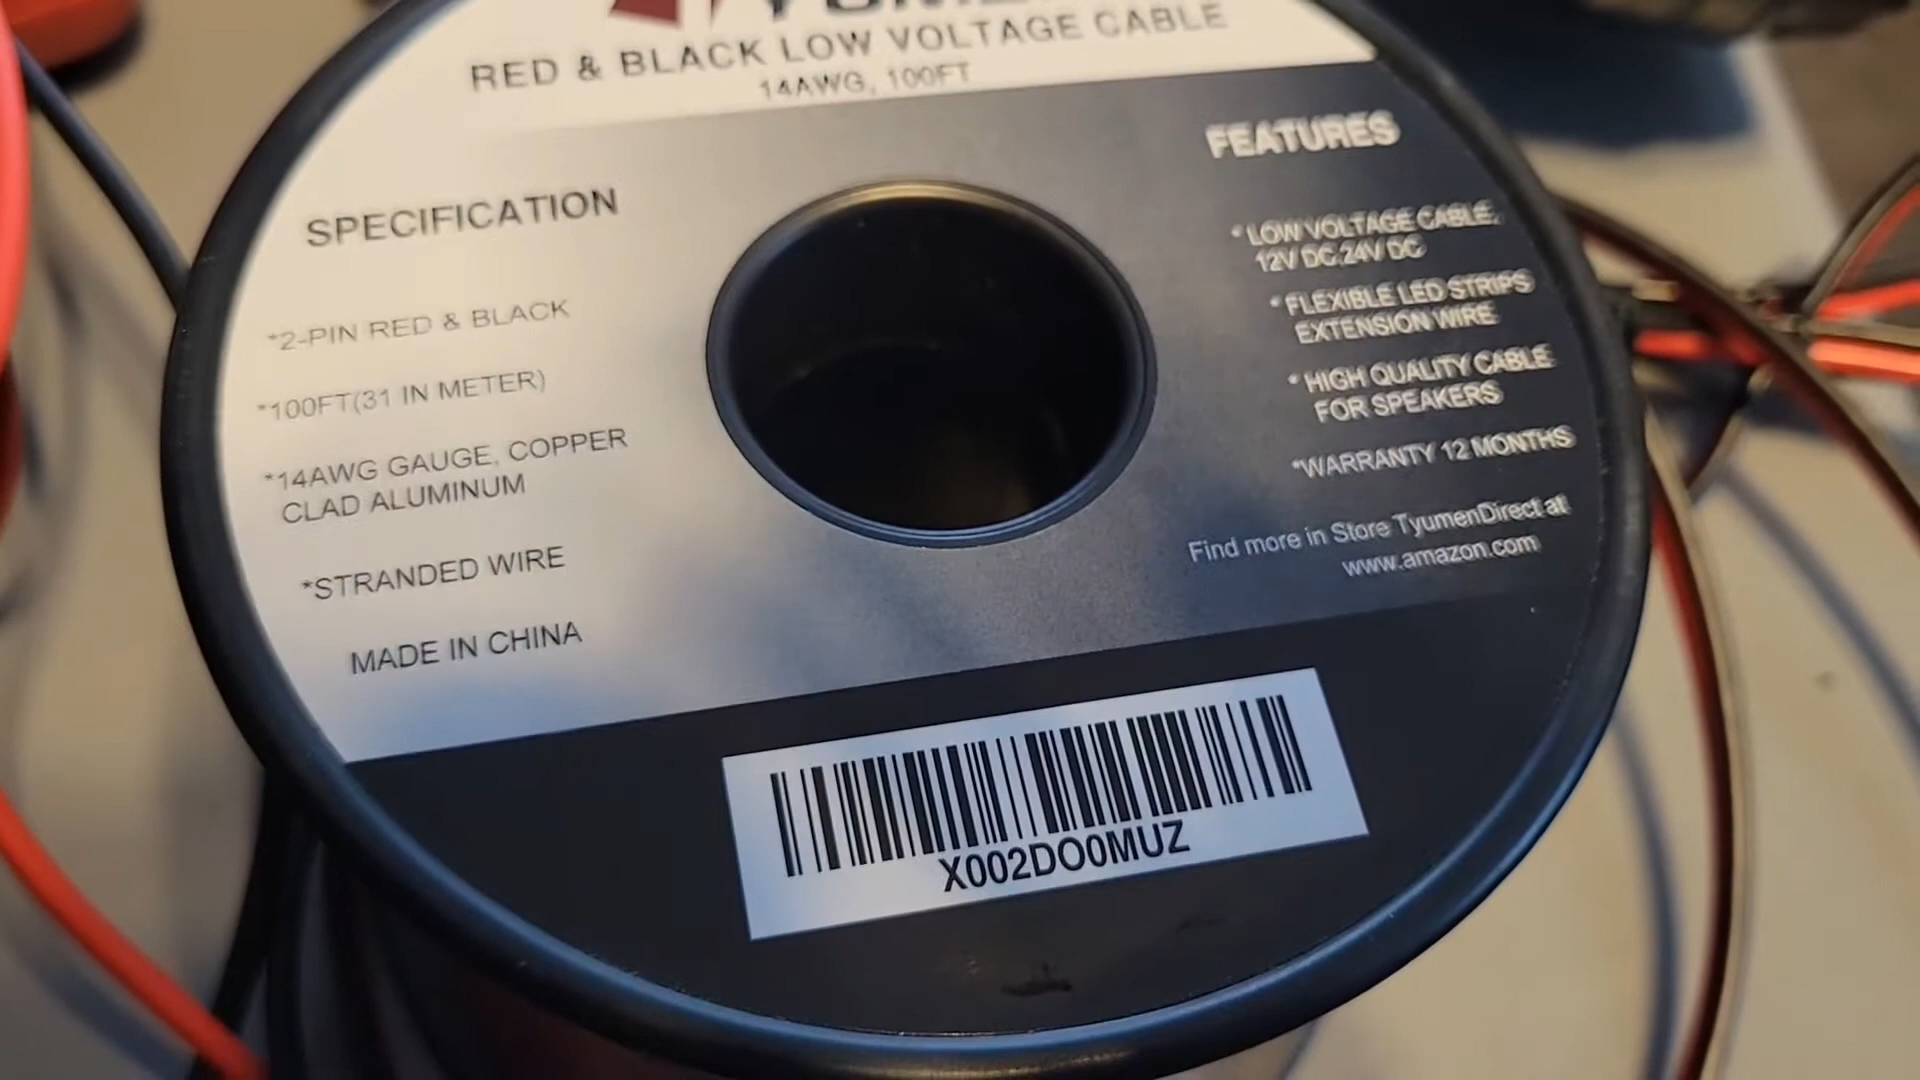 RED & BLACK LOW VOLTAGE CABLE
14AWG, 100FT
SPECIFICATION
*2-PIN RED & BLACK
*100FT(31 IN METER)
*14AWG GAUGE, COPPER
CLAD ALUMINUM
*STRANDED WIRE
MADE IN CHINA
FEATURES
* LOW VOLTAGE CABLE,
12V DC,24V DC
* FLEXIBLE LED STRIPS
EXTENSION WIRE
* HIGH QUALITY CABLE
FOR SPEAKERS
*WARRANTY 12 MONTHS
Find more in Store TyumenDirect at
www.amazon.com
X002DO0MUZ